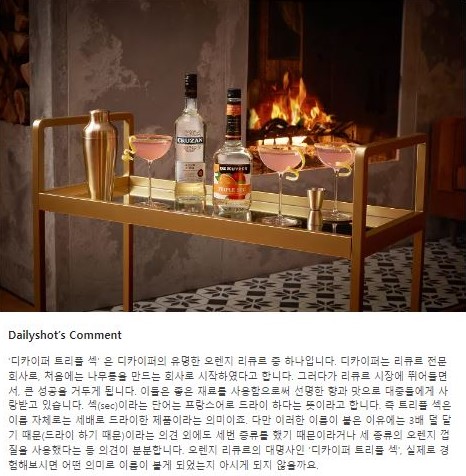 CRUZAN
DE KUYPER
TRIPLE SEC
Dailyshot's Comment
'디카이퍼 트리플 섹' 은 디카이퍼의 유명한 오렌지 리큐르 중 하나입니다. 디카이퍼는 리큐르 전문
회사로, 처음에는 나무통을 만드는 회사로 시작하였다고 합니다. 그러다가 리큐르 시장에 뛰어들면
서, 큰 성공을 거두게 됩니다. 이들은 좋은 재료를 사용함으로써 선명한 향과 맛으로 대중들에게 사
랑받고 있습니다. 섹(sec)이라는 단어는 프랑스어로 드라이 하다는 뜻이라고 합니다. 즉 트리플 섹은
이름 자체로는 세배로 드라이한 제품이라는 의미이죠. 다만 이러한 이름이 붙은 이유에는 3배 덜 달
기 때문(드라이 하기 때문)이라는 의견 외에도 세번 증류를 했기 때문이라거나 세 종류의 오렌지 껍
질을 사용했다는 등 의견이 분분합니다. 오렌지 리큐르의 대명사인 '디카이퍼 트리플 섹', 실제로 경
험해보시면 어떤 의미로 이름이 붙게 되었는지 아시게 되지 않을까요.